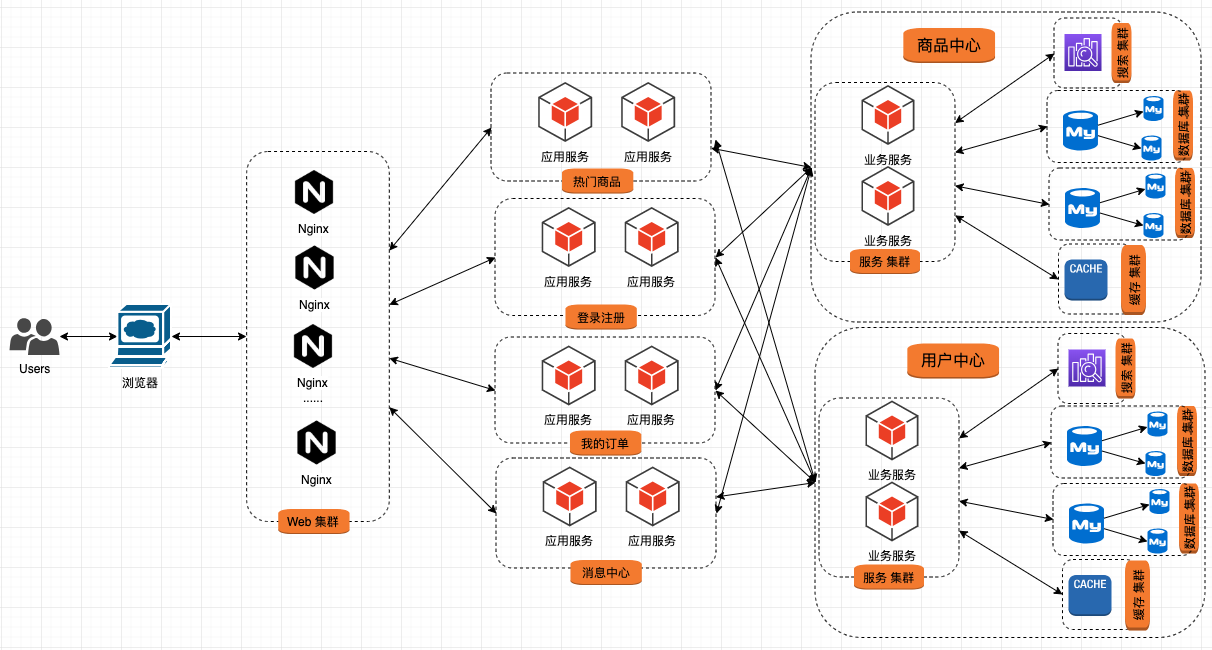 Users
浏览器
Nginx
Nginx
Nginx
......
Nginx
Web 集群
应用服务
应用服务
热门商品
应用服务
应用服务
登录注册
应用服务
应用服务
我的订单
应用服务
应用服务
消息中心
商品中心
业务服务
业务服务
服务 集群
搜索 集群
My
My
My
数据库 集群
My
My
My
数据库 集群
CACHE
缓存 集群
用户中心
业务服务
业务服务
服务 集群
搜索 集群
My
My
My
数据库 集群
My
My
My
数据库 集群
CACHE
缓存 集群